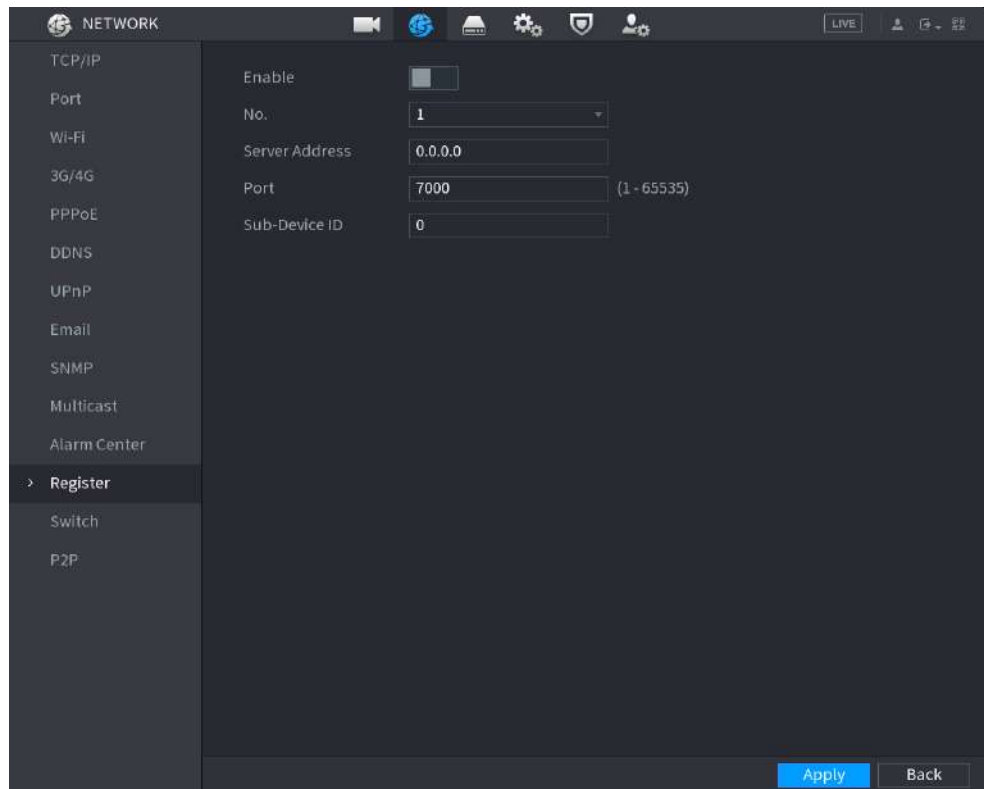 NETWORK
LIVE
TCP/IP
Port
Wi-Fi
3G/4G
PPPoE
DDNS
UPnP
Email
SNMP
Multicast
Alarm Center
Register
Switch
P2P
Enable
No. 1
Server Address 0.0.0.0
Port 7000 (1 - 65535)
Sub-Device ID 0
Apply Back